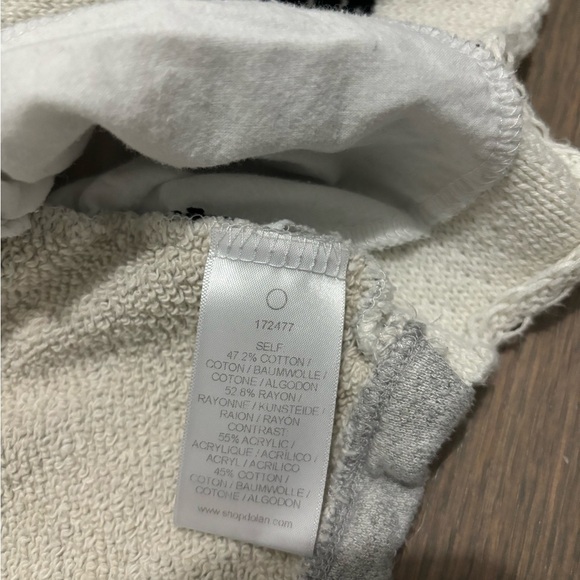 172477
SELF
47.2% COTTON /
COTON / BAUMWOLLE /
COTONE / ALGODON
52.8% RAYON /
RAYONNE / KUNSTEIDE /
RAION / RAYON
CONTRAST:
55% ACRYLIC /
ACRYLIQUE / ACRILICO /
ACRYL / ACRILICO
45% COTTON /
COTON / BAUMWOLLE /
COTONE / ALGODON
www.shopdolan.com